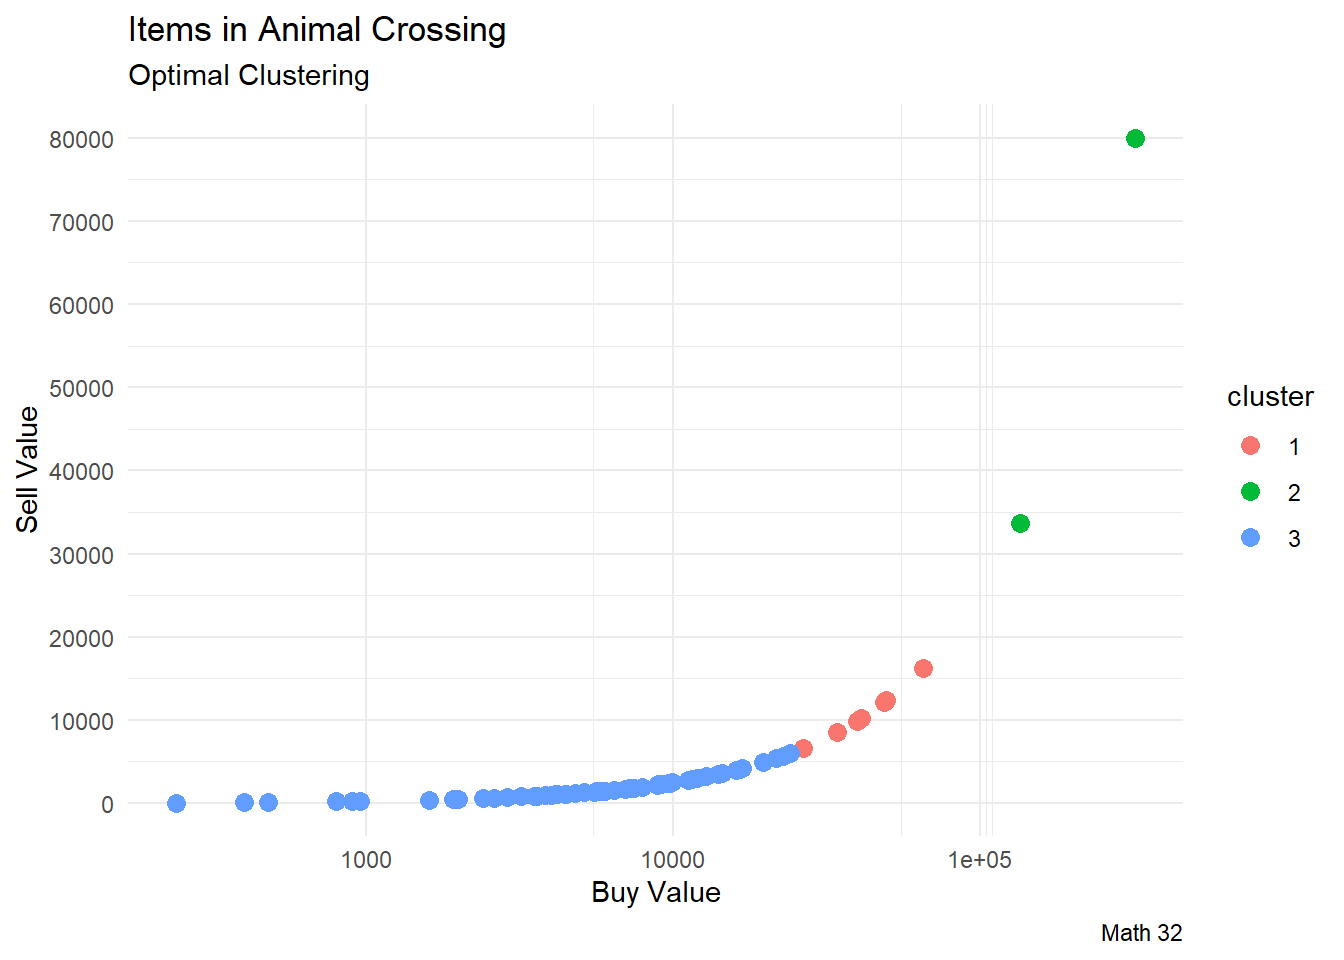 Items in Animal Crossing
Optimal Clustering
80000
70000
60000
50000
40000
30000
20000
10000
0
Sell Value
1000 10000 1e+05
Buy Value
cluster
1
2
3
Math 32